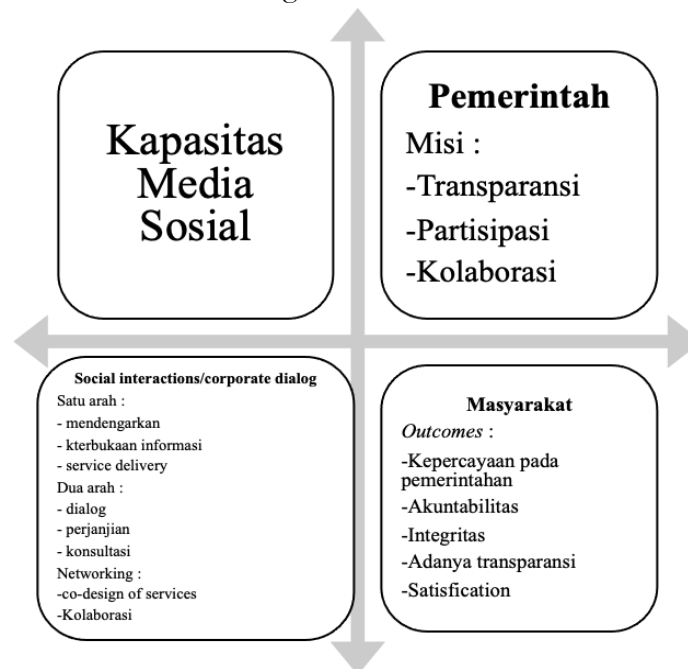 Kapasitas
Media
Sosial
Pemerintah
Misi :
-Transparansi
-Partisipasi
-Kolaborasi
Social interactions/corporate dialog
Satu arah :
- mendengarkan
- kterbukaan informasi
- service delivery
Dua arah :
- dialog
- perjanjian
- konsultasi
Networking :
-co-design of services
-Kolaborasi
Masyarakat
Outcomes :
-Kepercayaan pada
pemerintahan
-Akuntabilitas
-Integritas
-Adanya transparansi
-Satisfication